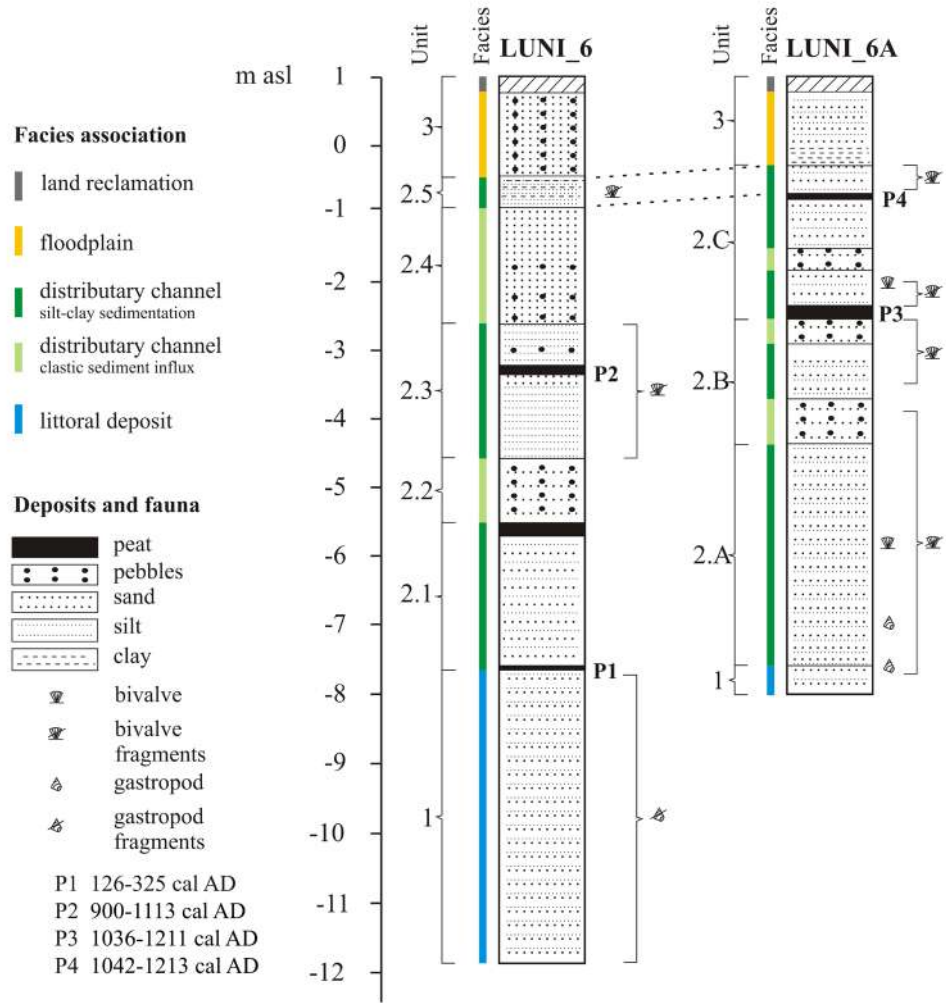 Unit
Facies
LUNI_6
Unit
Facies
LUNI_6A
m asl
1
0
-1
-2
-3
-4
-5
-6
-7
-8
-9
-10
-11
-12
Facies association
land reclamation
floodplain
distributary channel
silt-clay sedimentation
distributary channel
clastic sediment influx
littoral deposit
Deposits and fauna
peat
pebbles
sand
silt
clay
bivalve
bivalve
fragments
gastropod
gastropod
fragments
P1 126-325 cal AD
P2 900-1113 cal AD
P3 1036-1211 cal AD
P4 1042-1213 cal AD
3
2.5
2.4
2.3
2.2
2.1
1
P2
P1
3
2.C
2.B
2.A
1
P4
P3